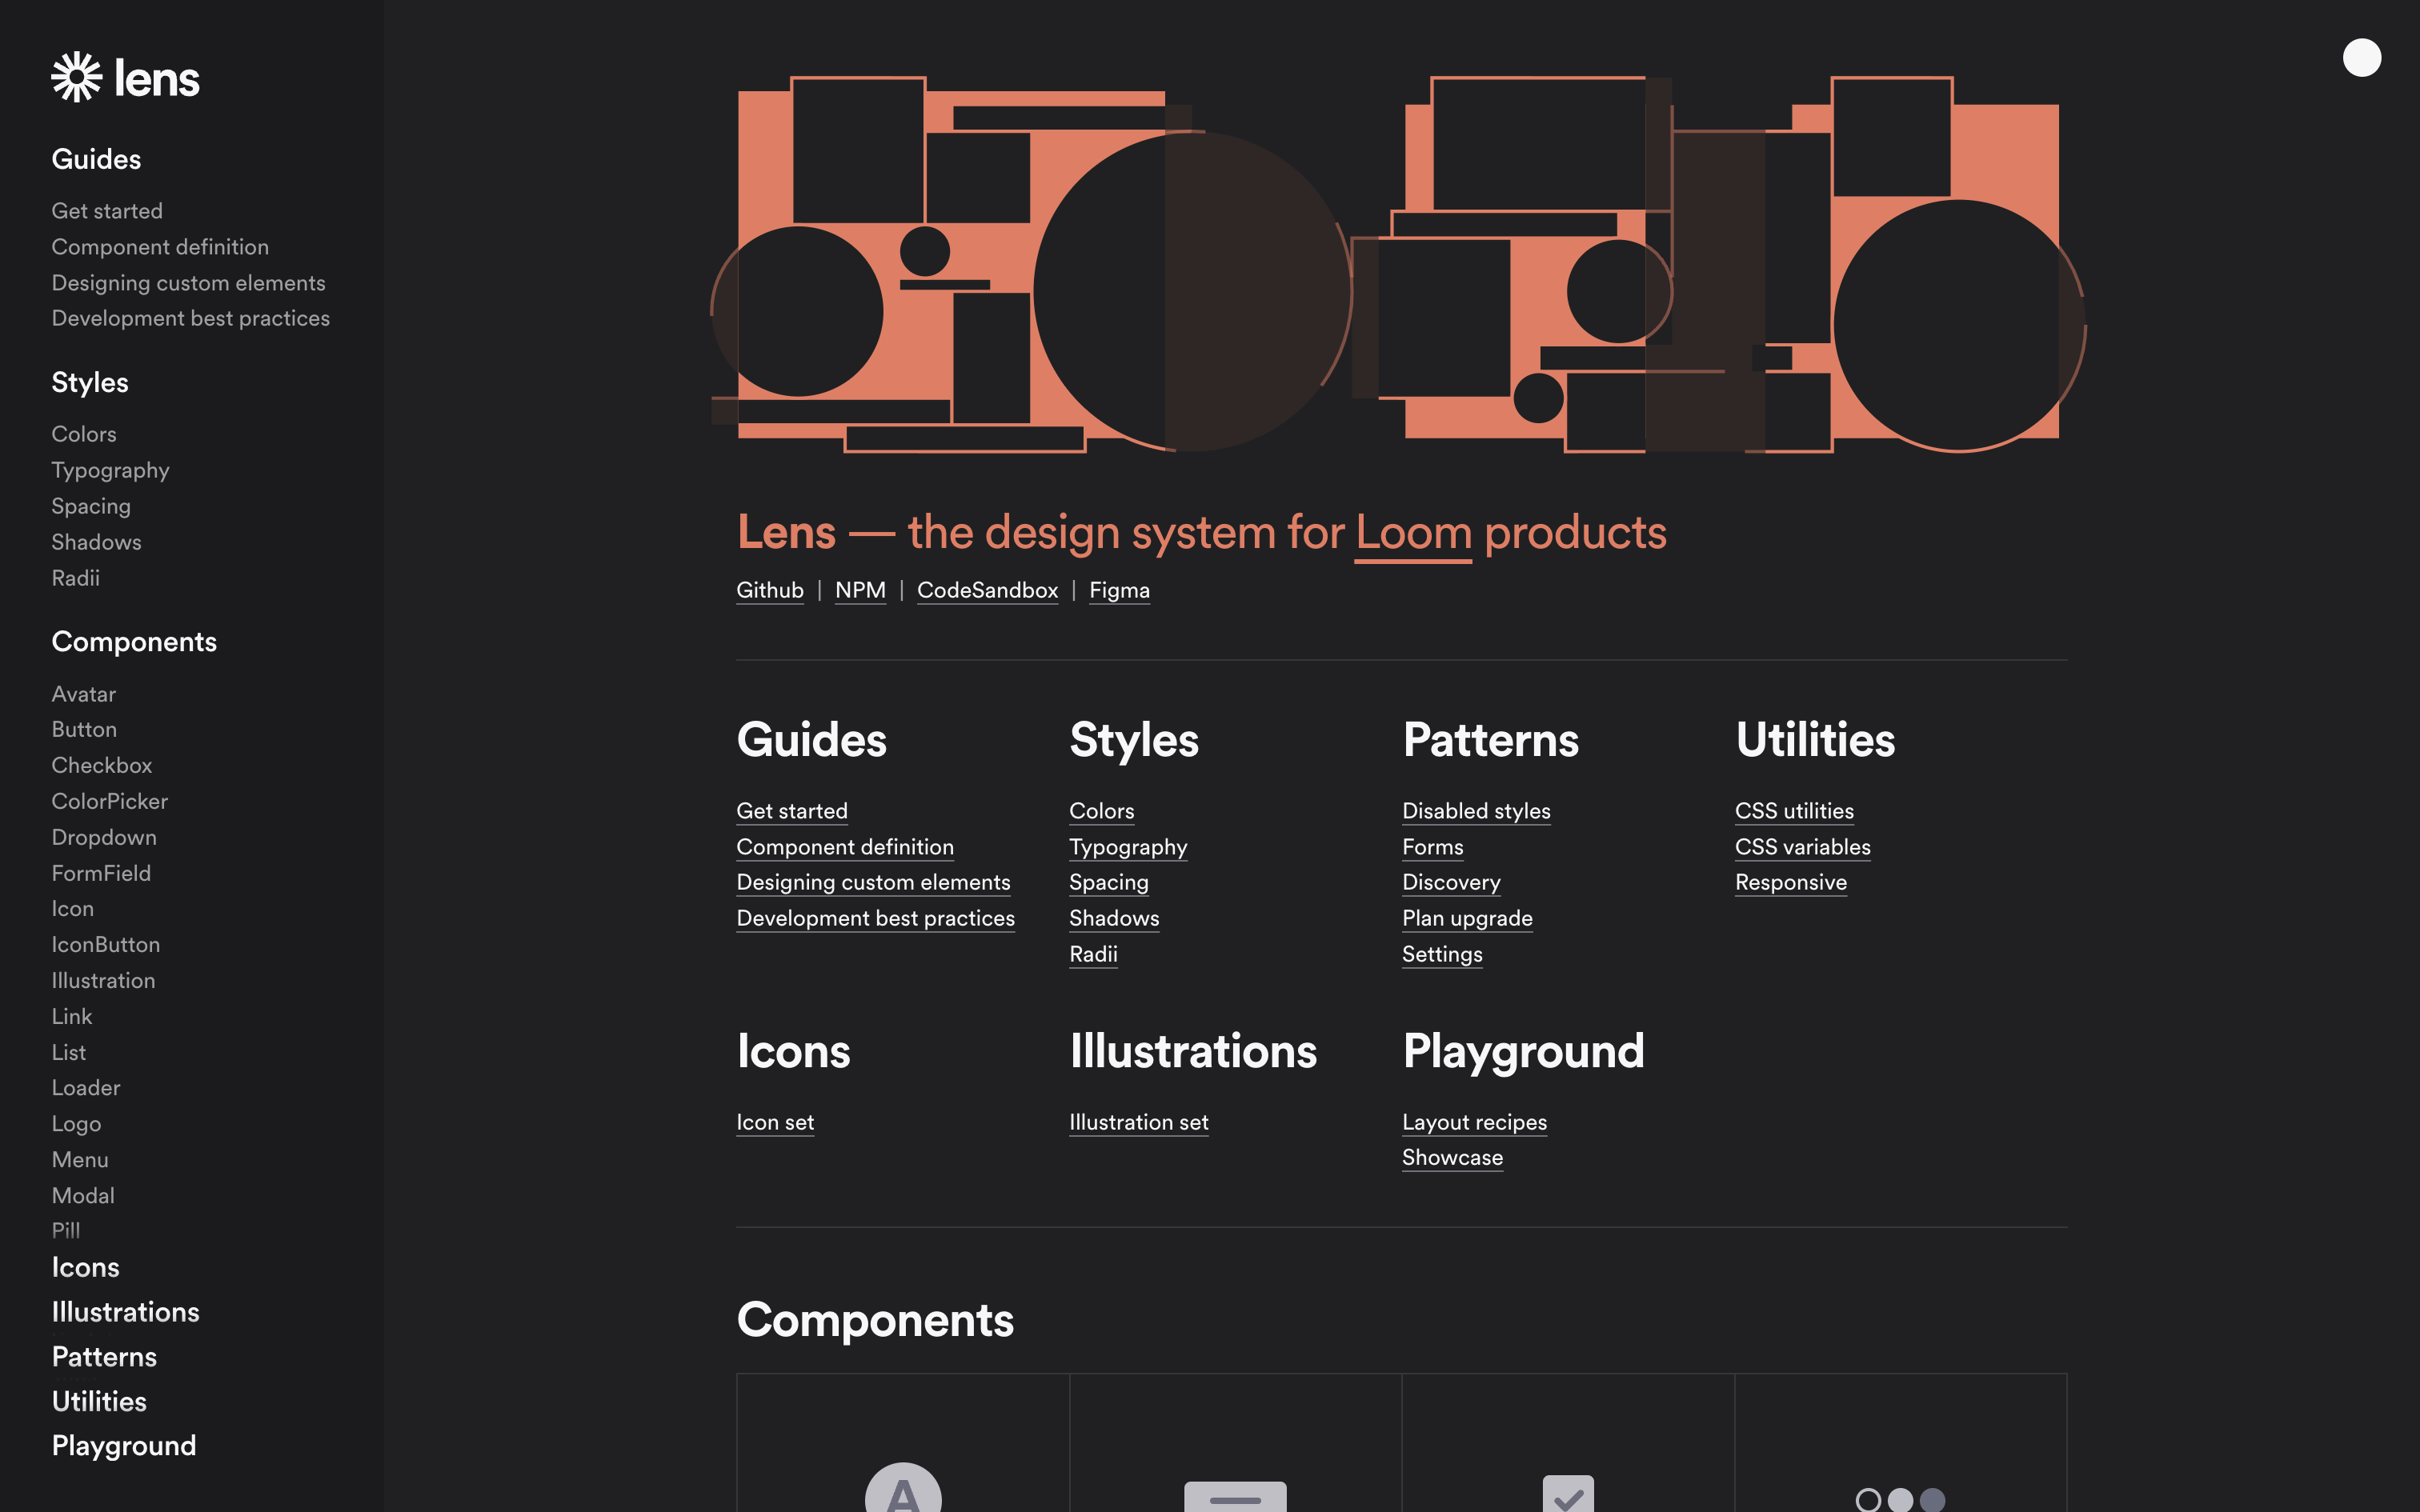 lens
Guides
Get started
Component definition
Designing custom elements
Development best practices
Styles
Colors
Typography
Spacing
Shadows
Radii
Components
Avatar
Button
Checkbox
ColorPicker
Dropdown
FormField
Icon
IconButton
Illustration
Link
List
Loader
Logo
Menu
Modal
Pill
Icons
Illustrations
Patterns
Utilities
Playground
Lens — the design system for Loom products
Github | NPM | CodeSandbox | Figma
Guides
Get started
Component definition
Designing custom elements
Development best practices
Styles
Colors
Typography
Spacing
Shadows
Radii
Patterns
Disabled styles
Forms
Discovery
Plan upgrade
Settings
Utilities
CSS utilities
CSS variables
Responsive
Icons
Icon set
Illustrations
Illustration set
Playground
Layout recipes
Showcase
Components
A